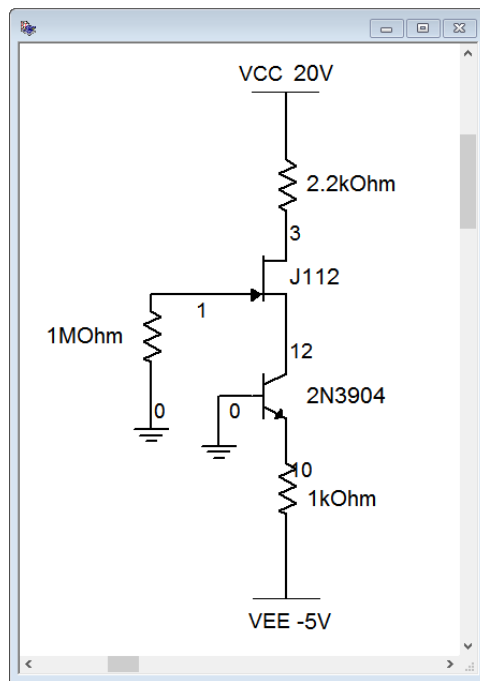 VCC 20V
2.2kOhm
3
J112
1
1MOhm
12
2N3904
0
0
10
1kOhm
VEE -5V